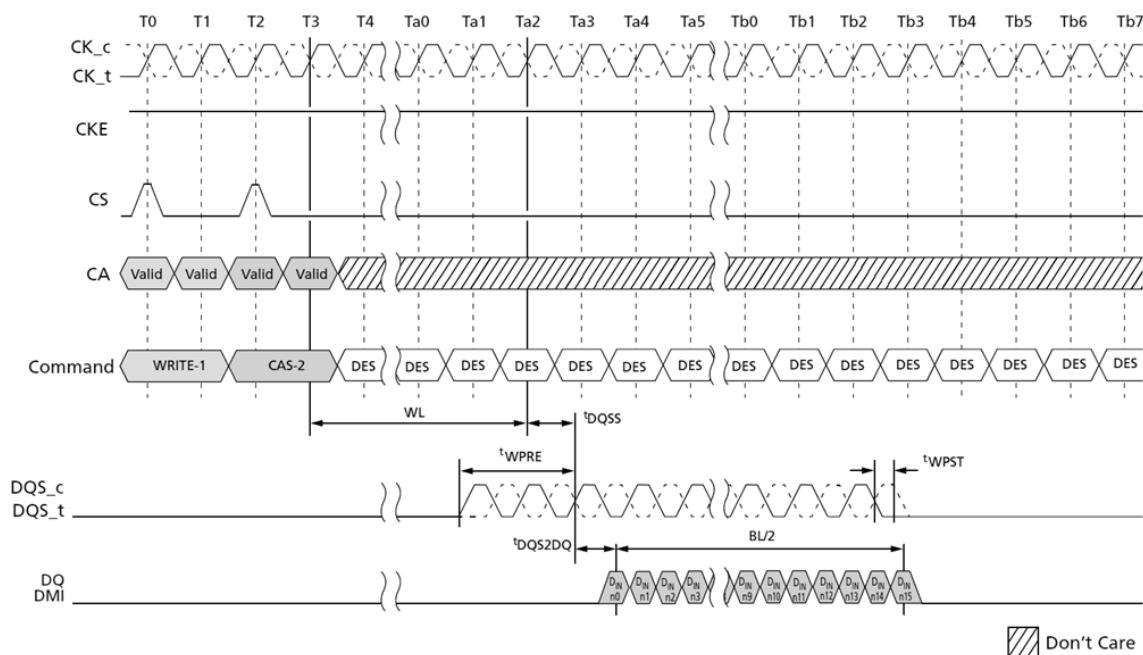 T0 T1 T2 T3 T4 Ta0 Ta1 Ta2 Ta3 Ta4 Ta5 Tb0 Tb1 Tb2 Tb3 Tb4 Tb5 Tb6 Tb7
CK_c
CK_t
CKE
CS
CA Valid Valid Valid Valid
Command WRITE-1 CAS-2 DES DES DES DES DES DES DES DES DES DES DES DES DES DES DES
WL tDQSS
tWPRE tWPST
DQS_c
DQS_t
tDQS2DQ BL/2
DQ
DMI
DIN n0 DIN n1 DIN n2 DIN n3 DIN n9 DIN n10 DIN n11 DIN n12 DIN n13 DIN n14 DIN n15
Don't Care